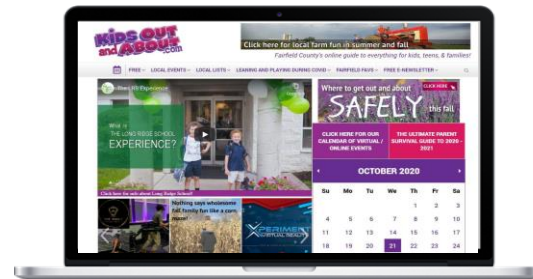 KiDS OUT
and ABOUT.com
Click here for local farm fun in summer and fall
Fairfield County's online guide to everything for kids, teens, & families!
FREE
LOCAL EVENTS
LOCAL LISTS
LEARNING AND PLAYING DURING COVID
FAIRFIELD FAVS
FREE E-NEWSLETTER
What is
THE LONG RIDGE SCHOOL
EXPERIENCE?
Click here for info about Long Ridge School!
Where to get out and about
CLICK HERE
SAFELY
this fall
CLICK HERE FOR OUR
CALENDAR OF VIRTUAL /
ONLINE EVENTS
THE ULTIMATE PARENT
SURVIVAL GUIDE TO 2020 -
2021
Nothing says wholesome
fall family fun like a corn
maze!
XPERIMENT
VIRTUAL REALITY
OCTOBER 2020
Su Mo Tu We Th Fr Sa
1 2 3
4 5 6 7 8 9 10
11 12 13 14 15 16 17
18 19 20 21 22 23 24